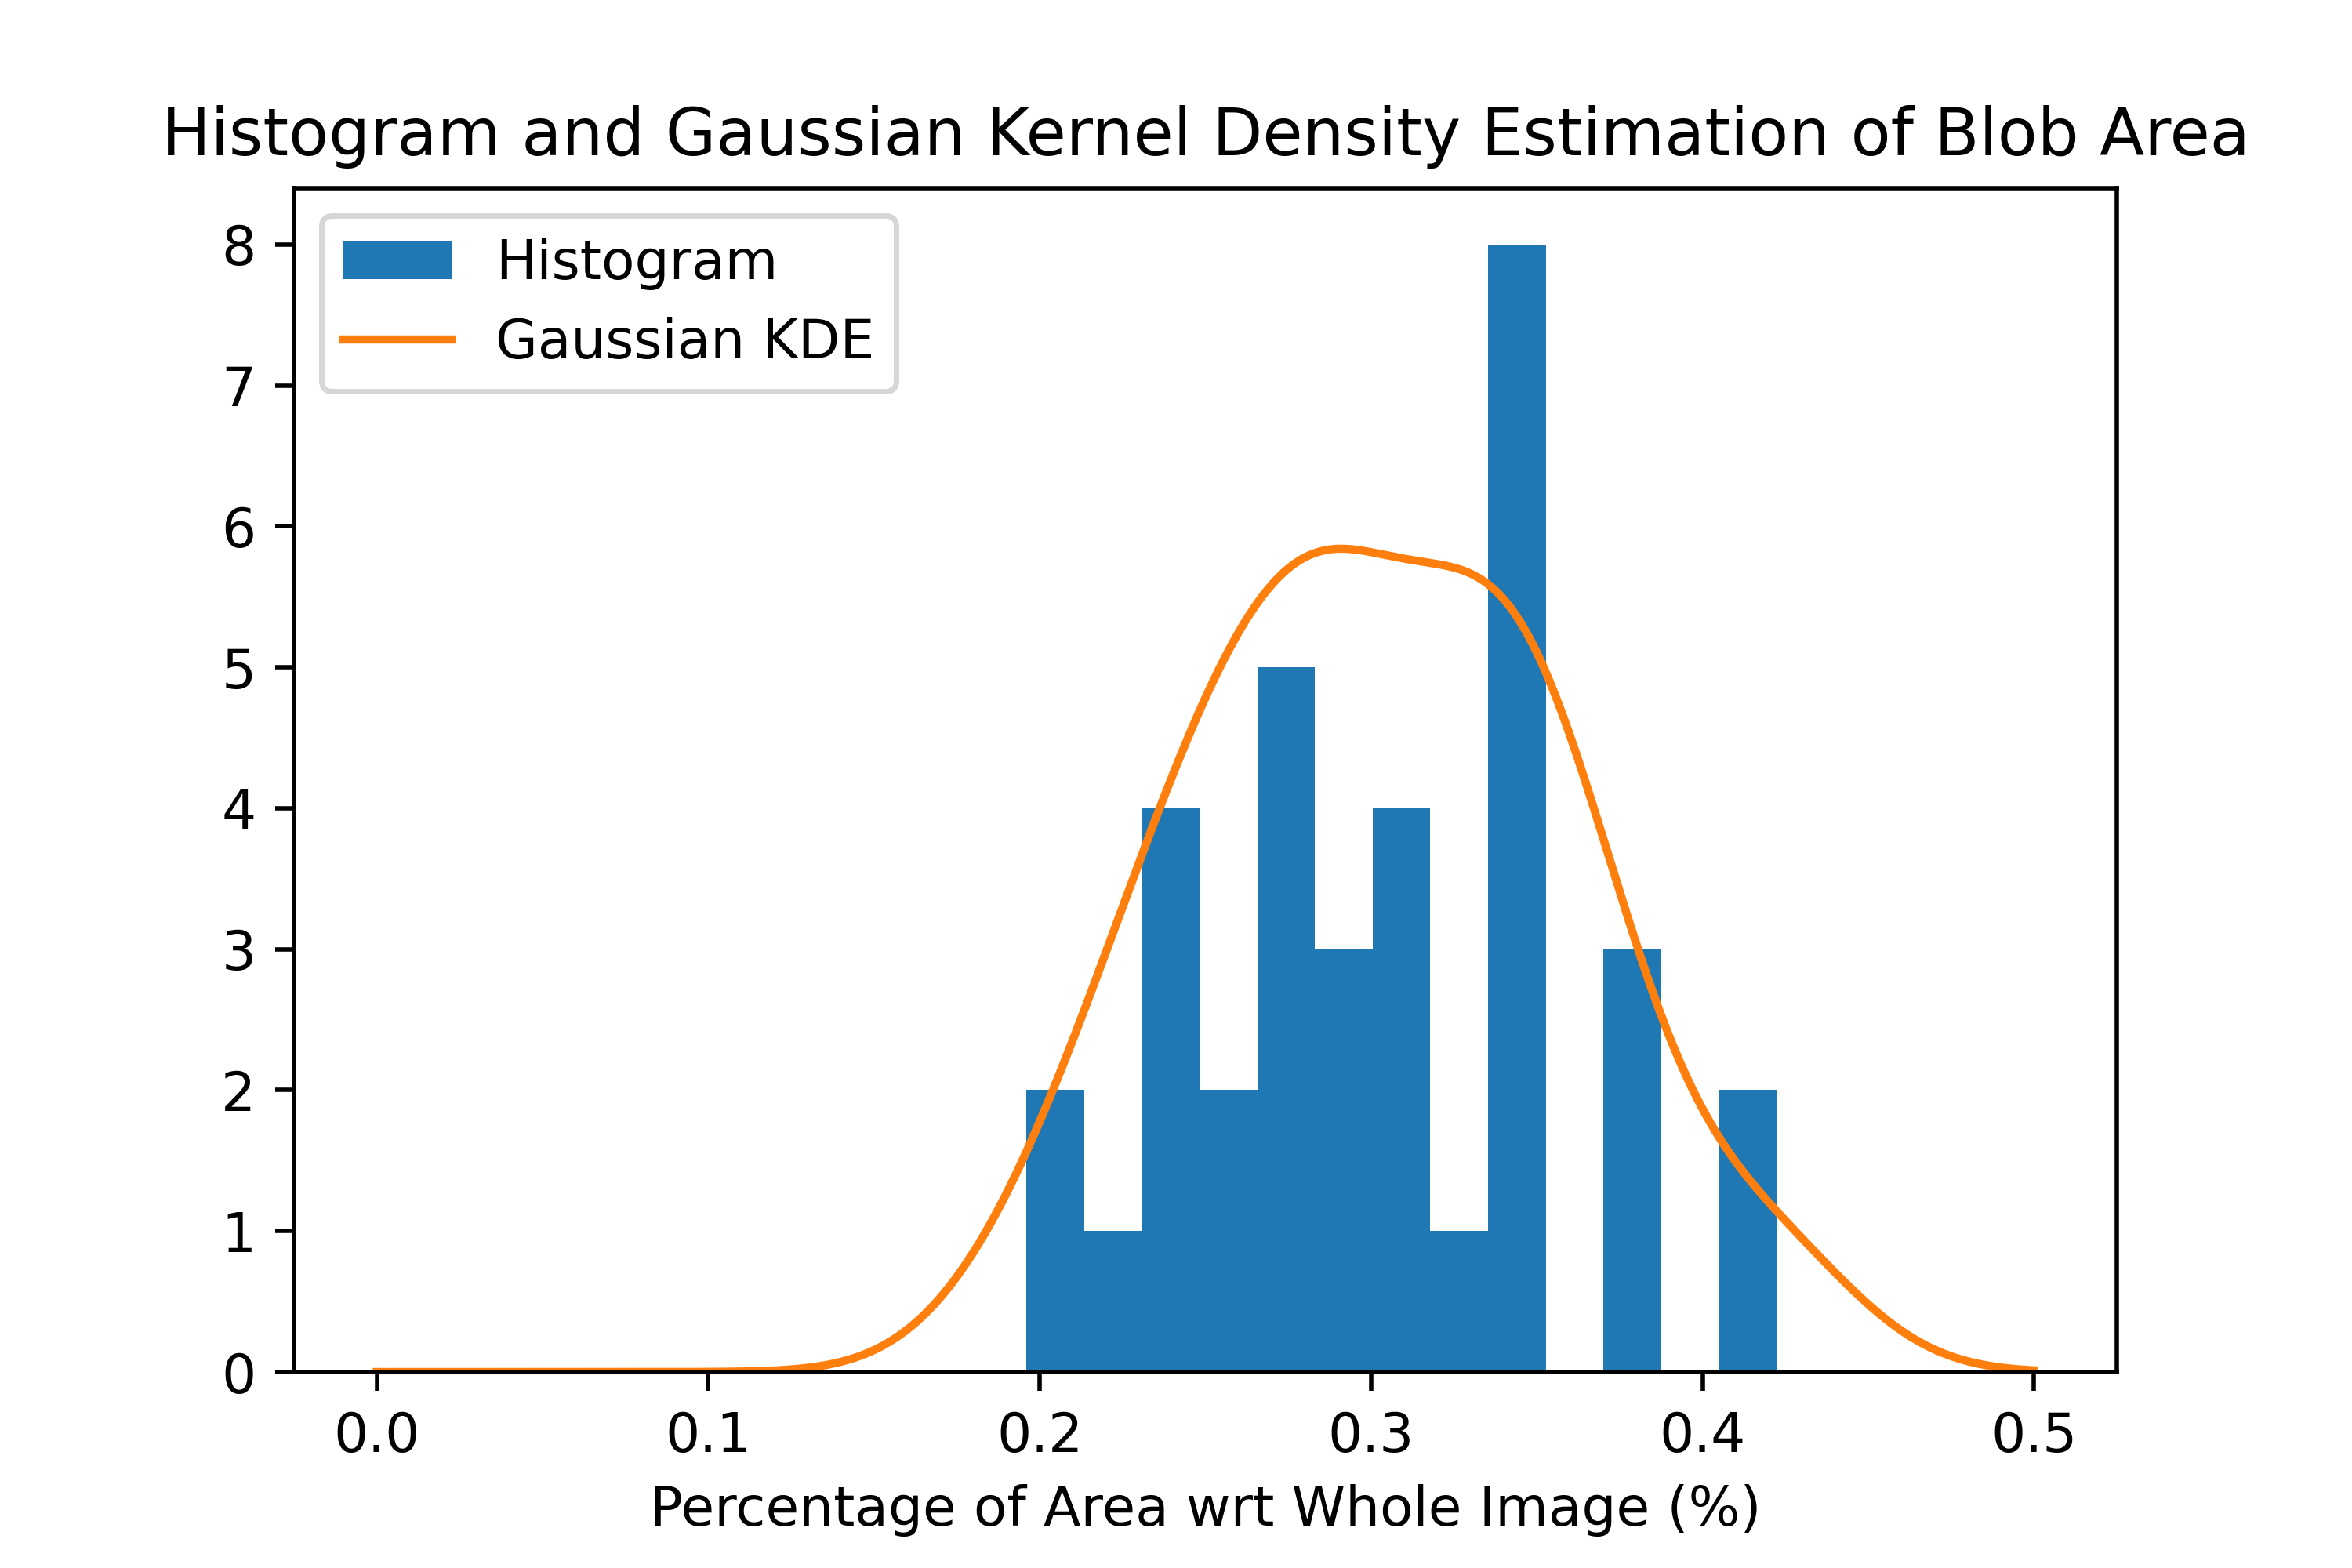 Histogram and Gaussian Kernel Density Estimation of Blob Area
Histogram
Gaussian KDE
8
7
6
5
4
3
2
1
0
0.0 0.1 0.2 0.3 0.4 0.5
Percentage of Area wrt Whole Image (%)